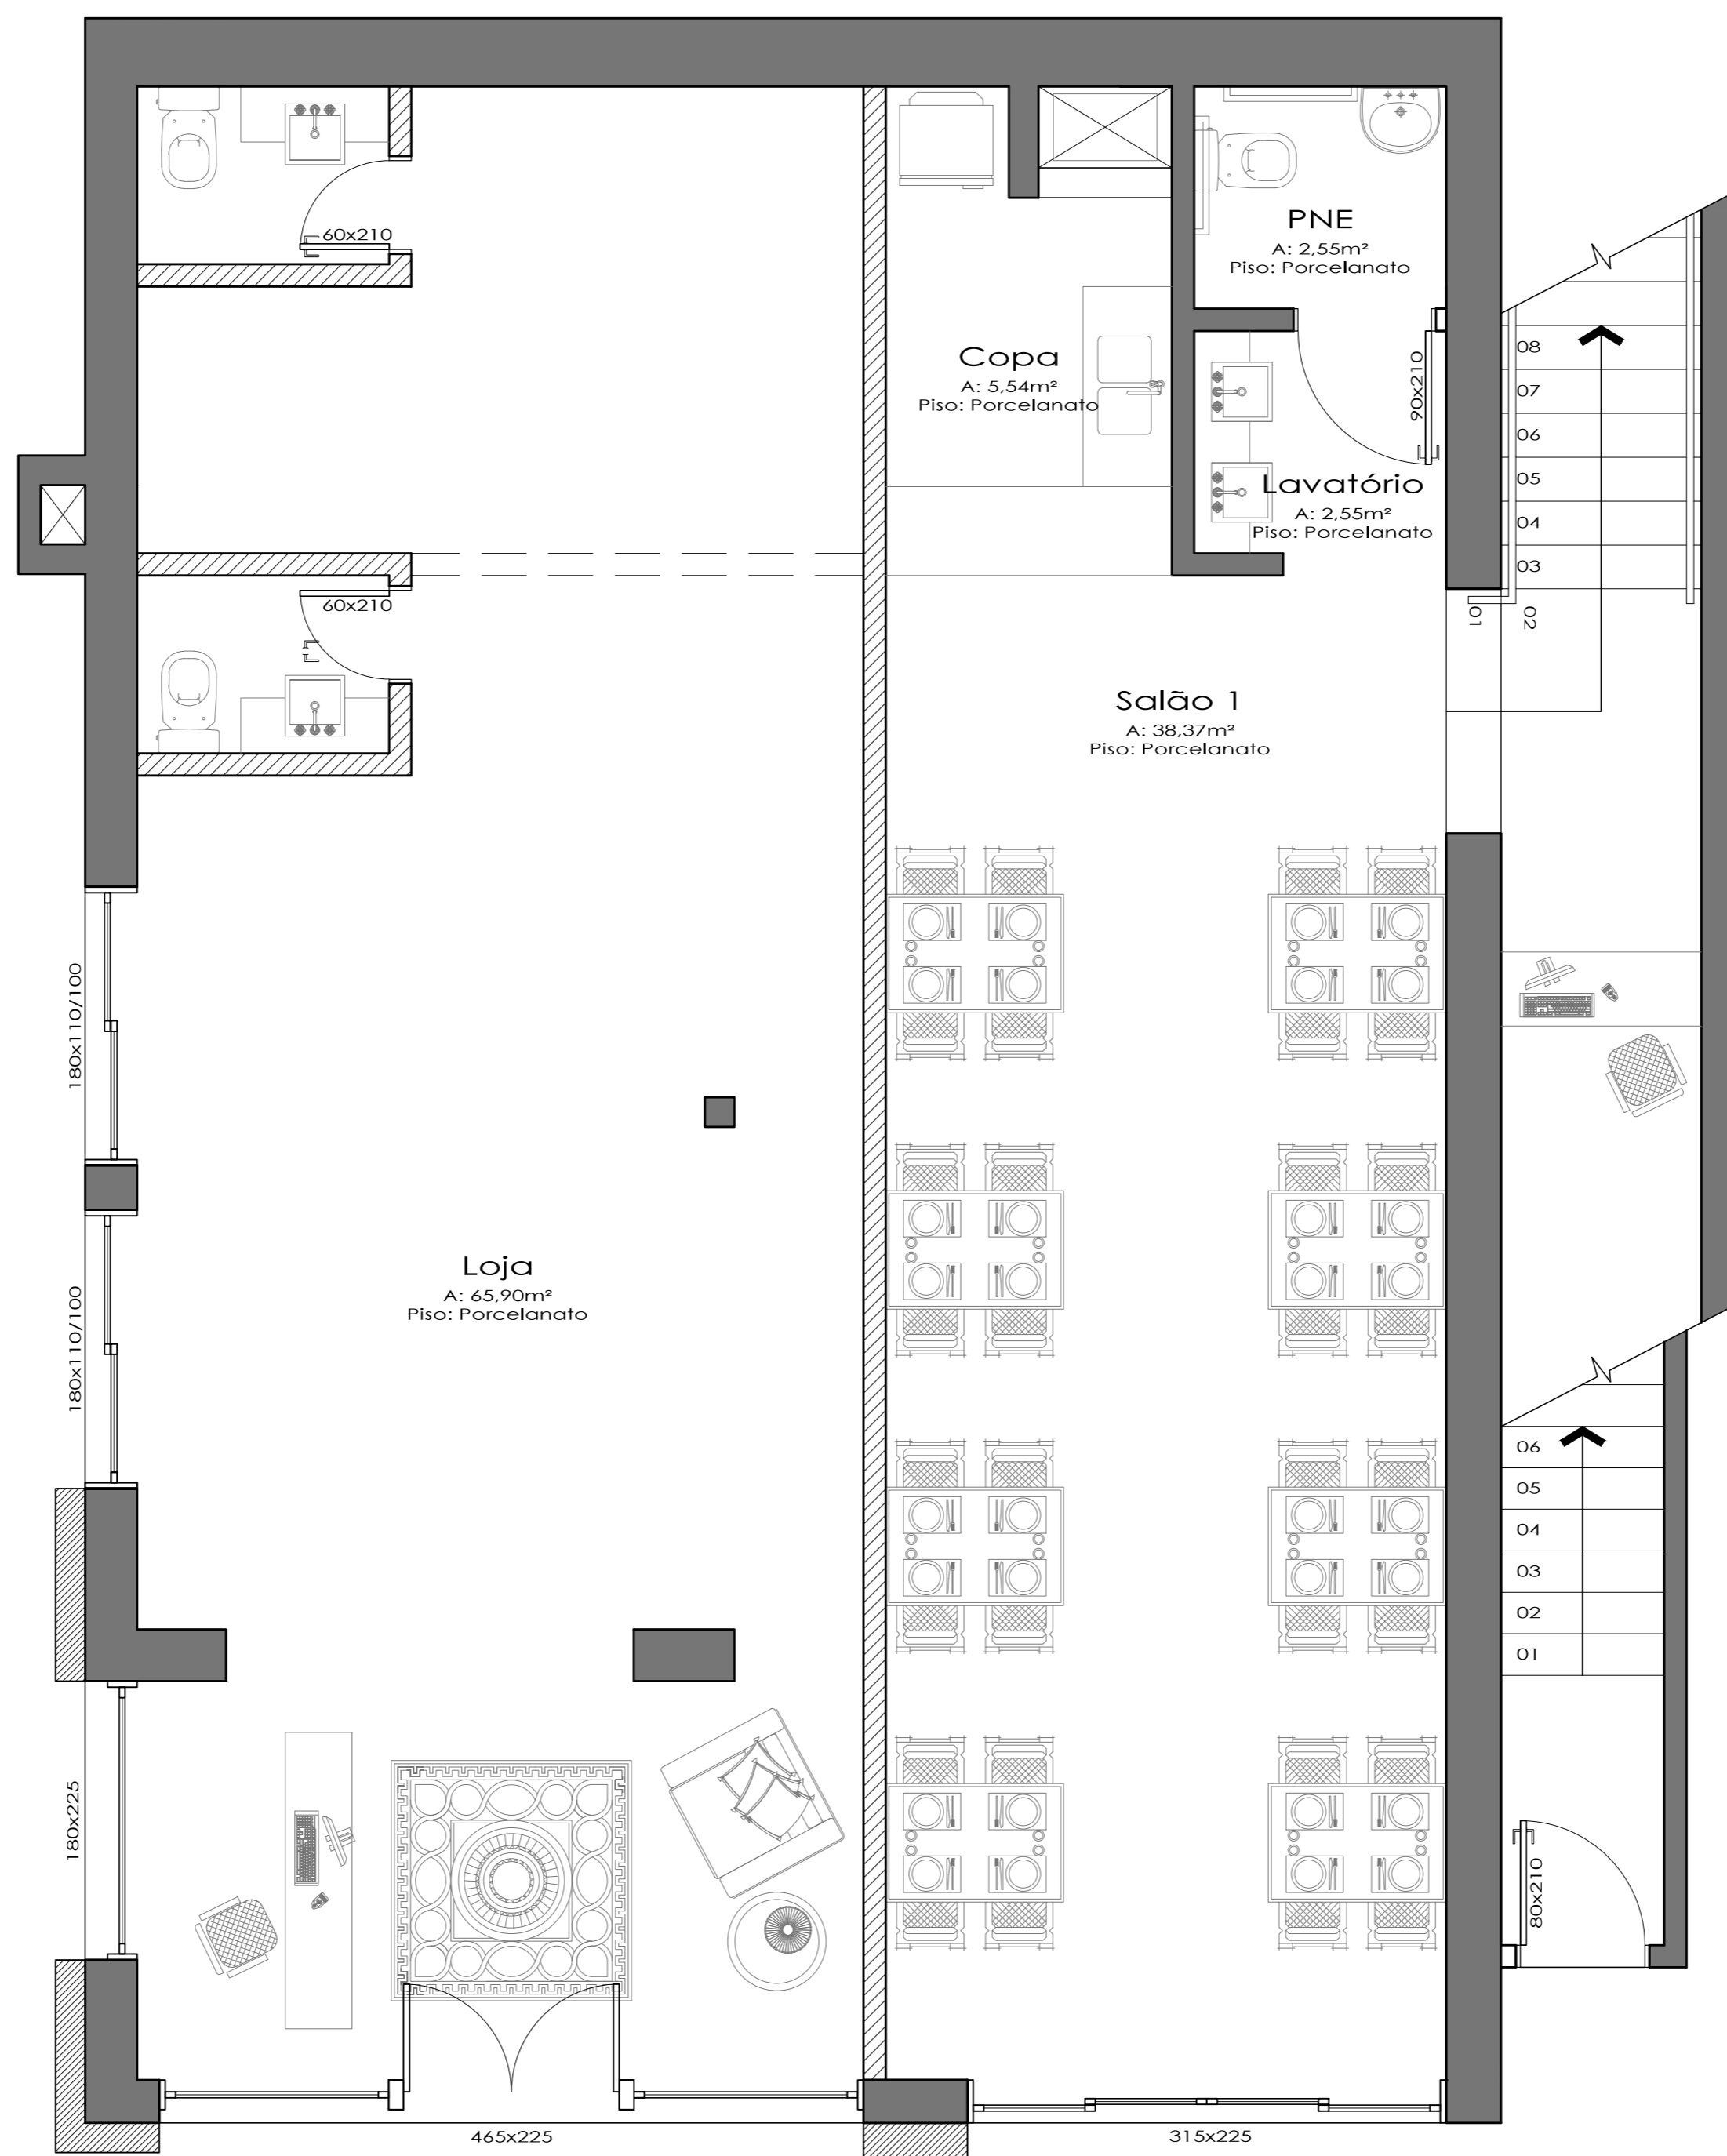 60x210
PNE
A: 2,55m²
Piso: Porcelanato
Copa
A: 5,54m²
Piso: Porcelanato
90x210
08
07
06
05
04
03
02
01
Lavatório
A: 2,55m²
Piso: Porcelanato
60x210
Salão 1
A: 38,37m²
Piso: Porcelanato
180x110/100
Loja
A: 65,90m²
Piso: Porcelanato
180x110/100
06
05
04
03
02
01
180x225
80x210
465x225
315x225